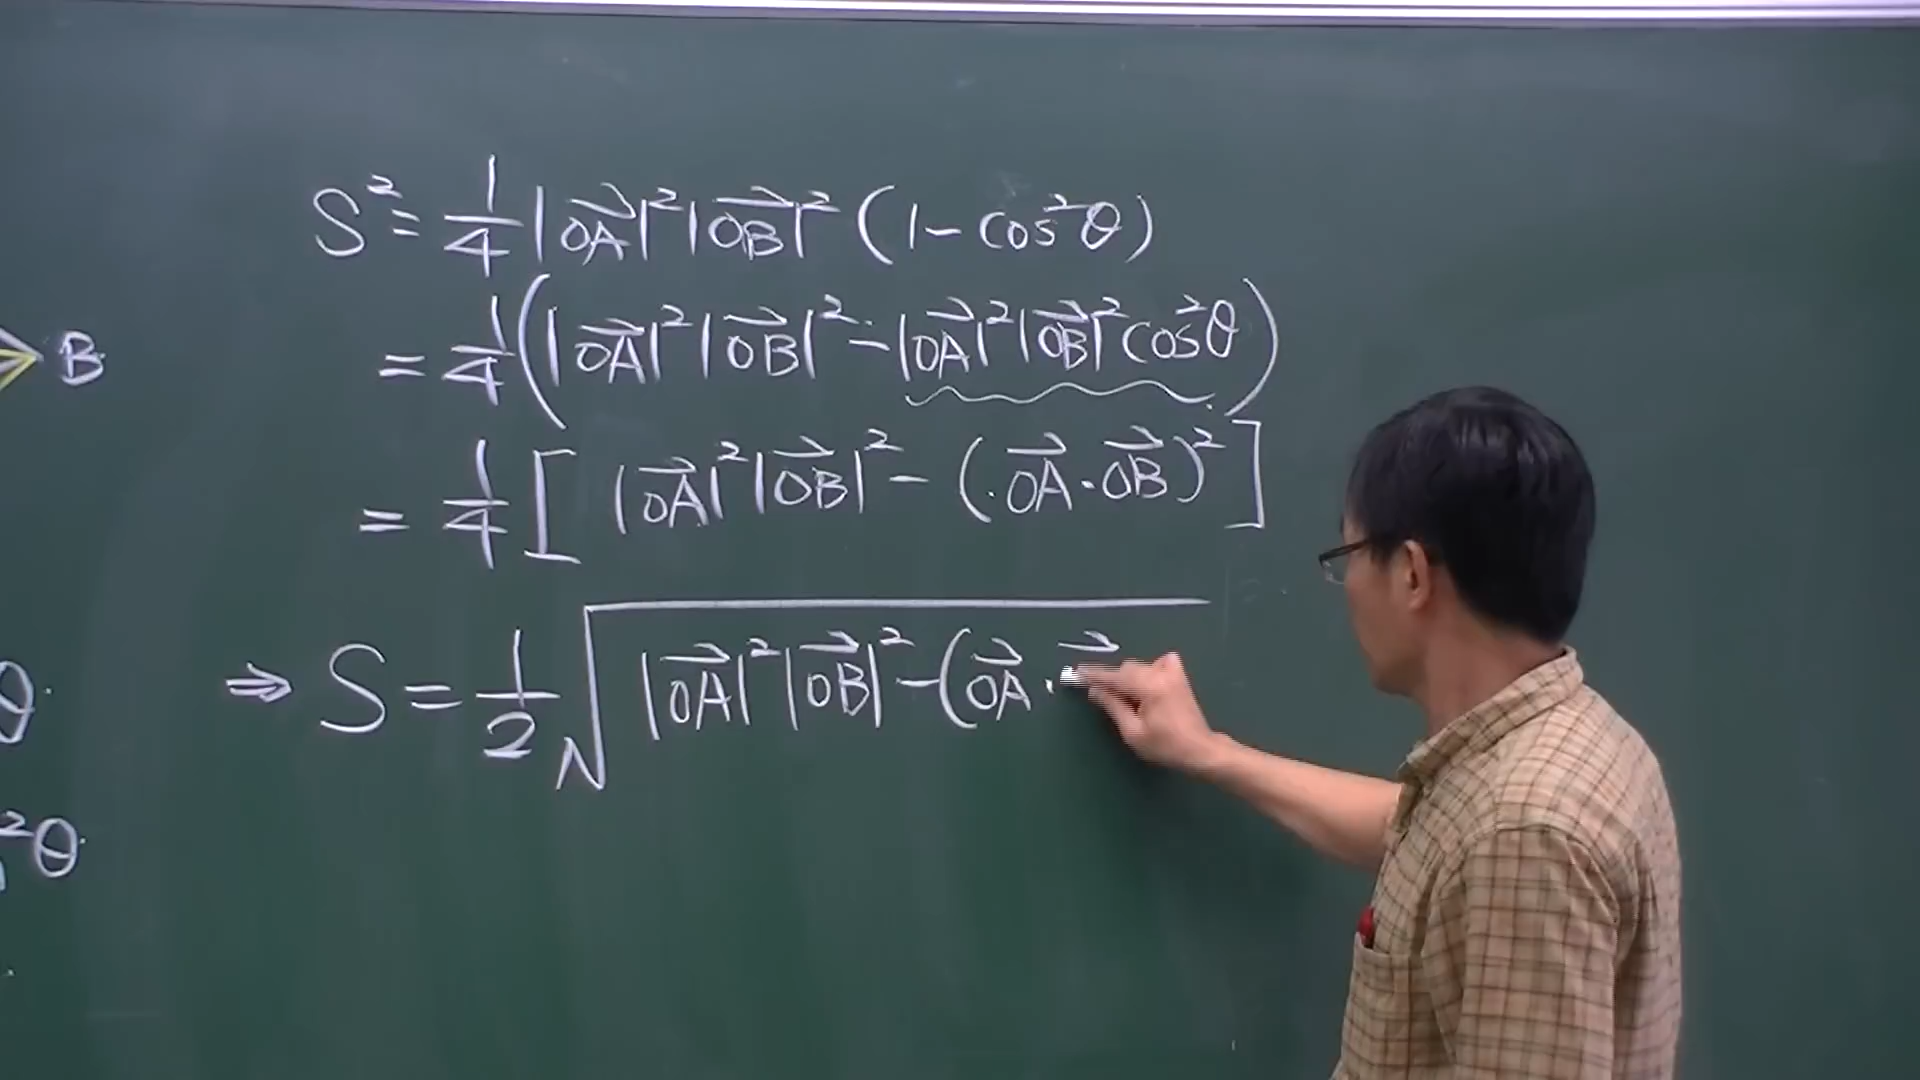 S² = 1/4 |OA⃗|² |OB⃗|² (1 − cos²θ)
= 1/4 (|OA⃗|² |OB⃗|² − |OA⃗|² |OB⃗|² cos²θ)
B
= 1/4 [ |OA⃗|² |OB⃗|² − (OA⃗ · OB⃗)² ]
⇒ S = 1/2 √ |OA⃗|² |OB⃗|² − (OA⃗ ·
θ
²θ